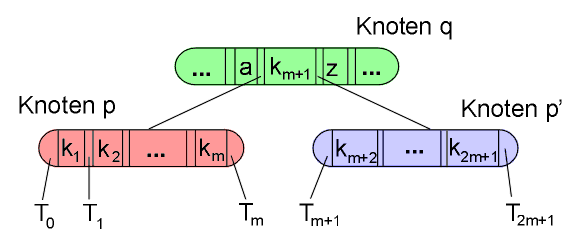 Knoten q
... a k_{m+1} z ...
Knoten p
Knoten p’
k_1 k_2 ... k_m
k_{m+2} ... k_{2m+1}
T_0 T_1 T_m T_{m+1} T_{2m+1}